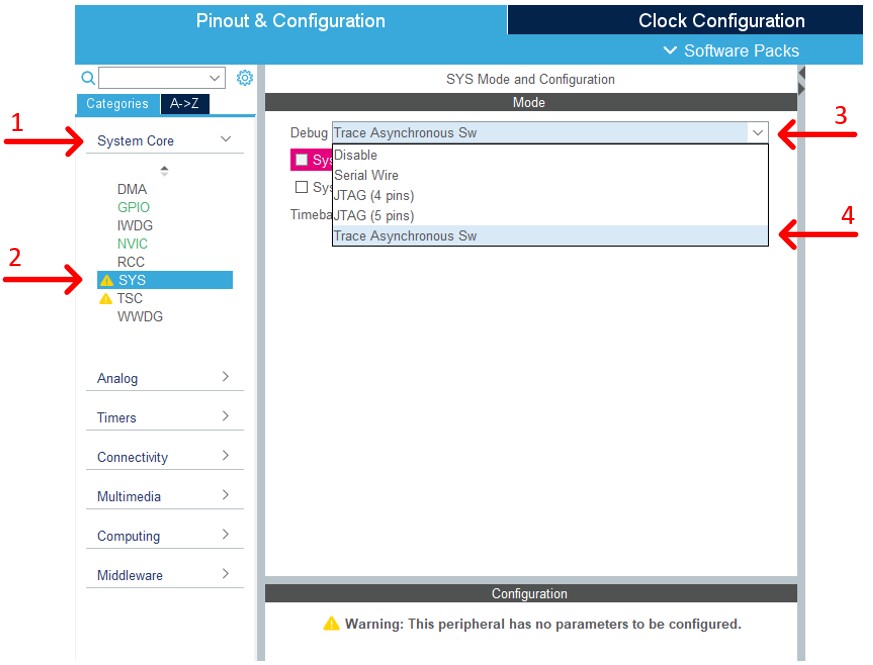 Pinout & Configuration
Clock Configuration
Software Packs
Categories
A->Z
System Core
DMA
GPIO
IWDG
NVIC
RCC
SYS
TSC
WWDG
Analog
Timers
Connectivity
Multimedia
Computing
Middleware
SYS Mode and Configuration
Mode
Debug Trace Asynchronous Sw
Disable
Serial Wire
JTAG (4 pins)
JTAG (5 pins)
Trace Asynchronous Sw
Configuration
Warning: This peripheral has no parameters to be configured.
1
2
3
4